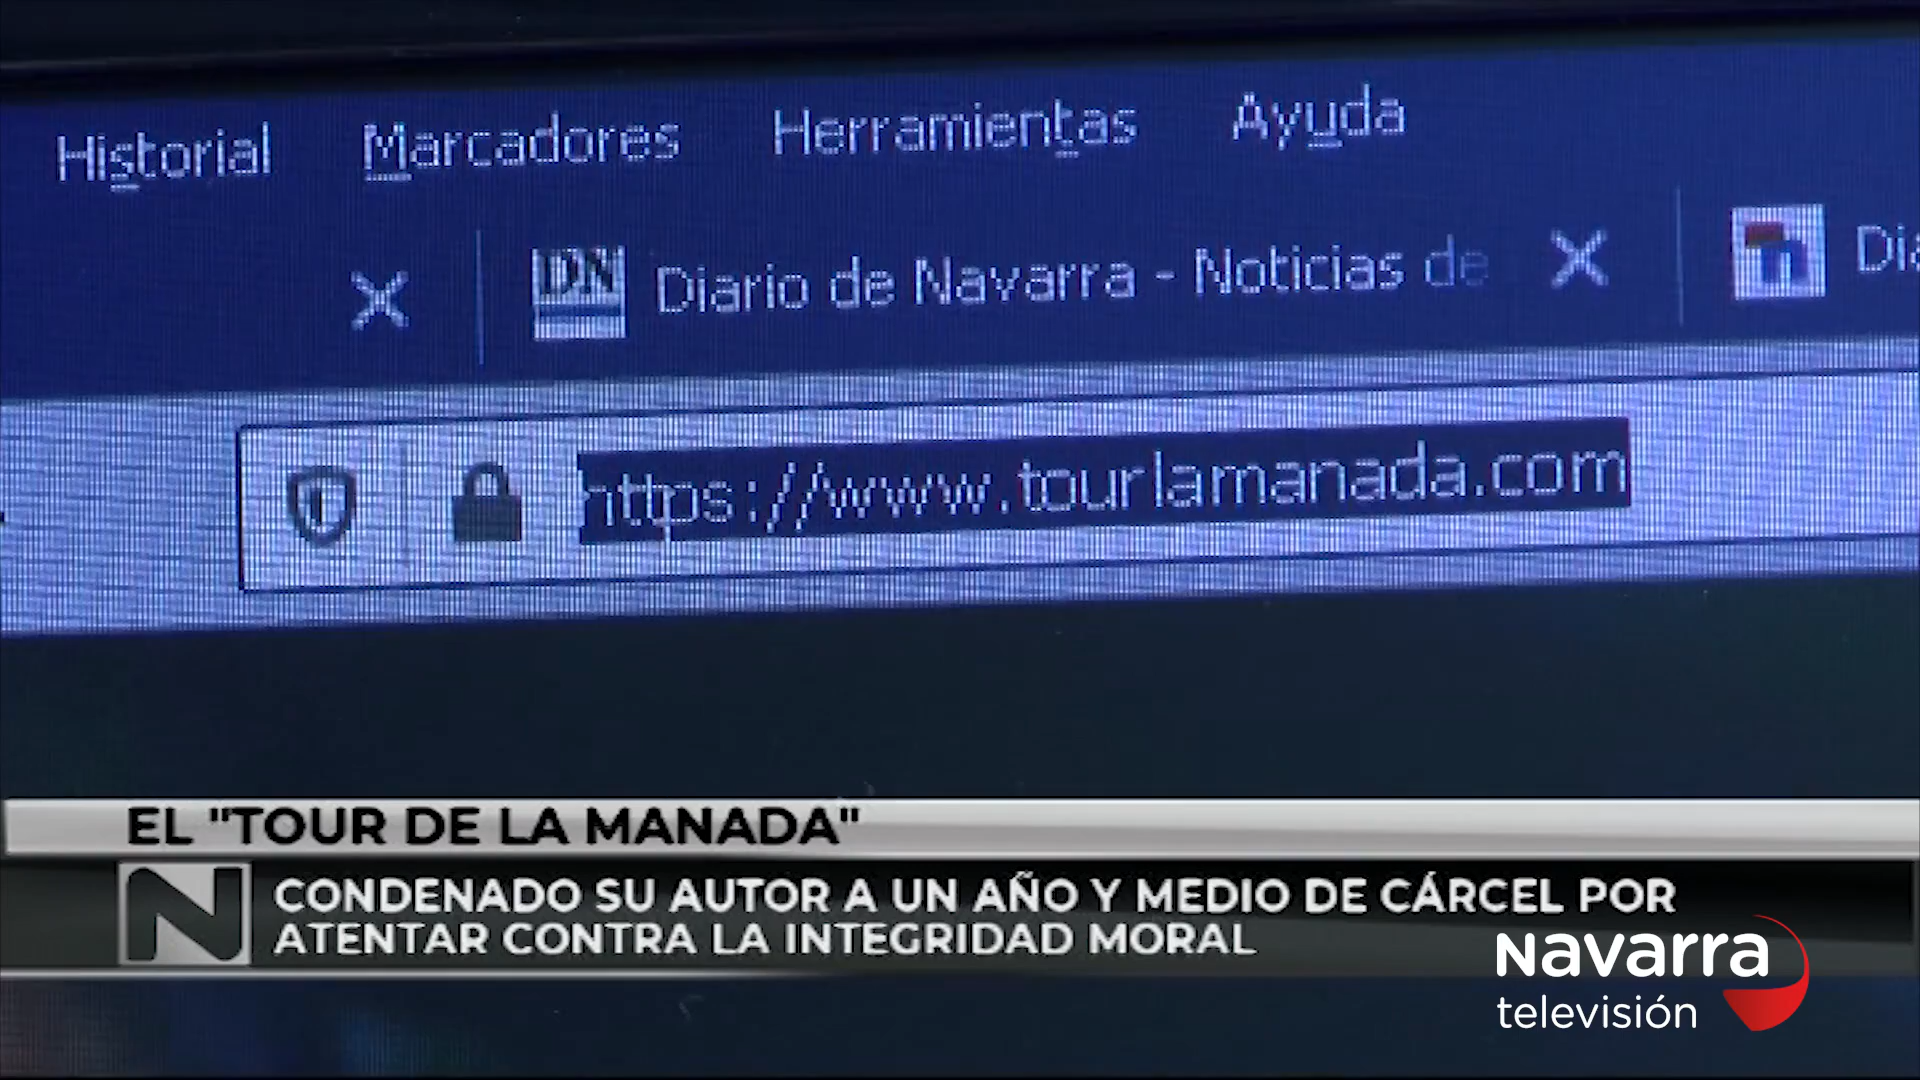 Historial Marcadores Herramientas Ayuda
DN Diario de Navarra - Noticias de
https://www.tourlamanada.com
EL "TOUR DE LA MANADA"
N CONDENADO SU AUTOR A UN AÑO Y MEDIO DE CÁRCEL POR
ATENTAR CONTRA LA INTEGRIDAD MORAL
Navarra
televisión